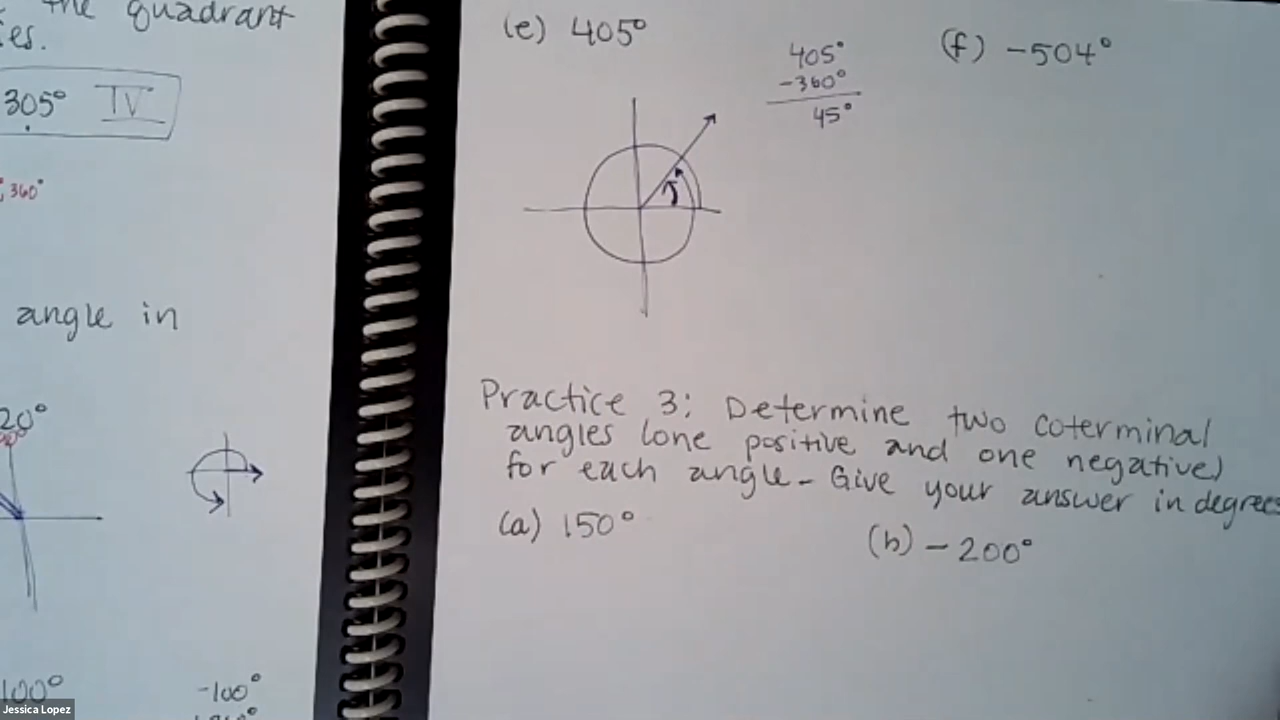 the quadrant
es.
305° IV
360°
angle in
20°
100°
-100°
(e) 405°
405°
-360°
45°
(f) -504°
Practice 3: Determine two coterminal
angles (one positive and one negative)
for each angle. Give your answer in degrees
(a) 150°
(b) -200°
Jessica Lopez